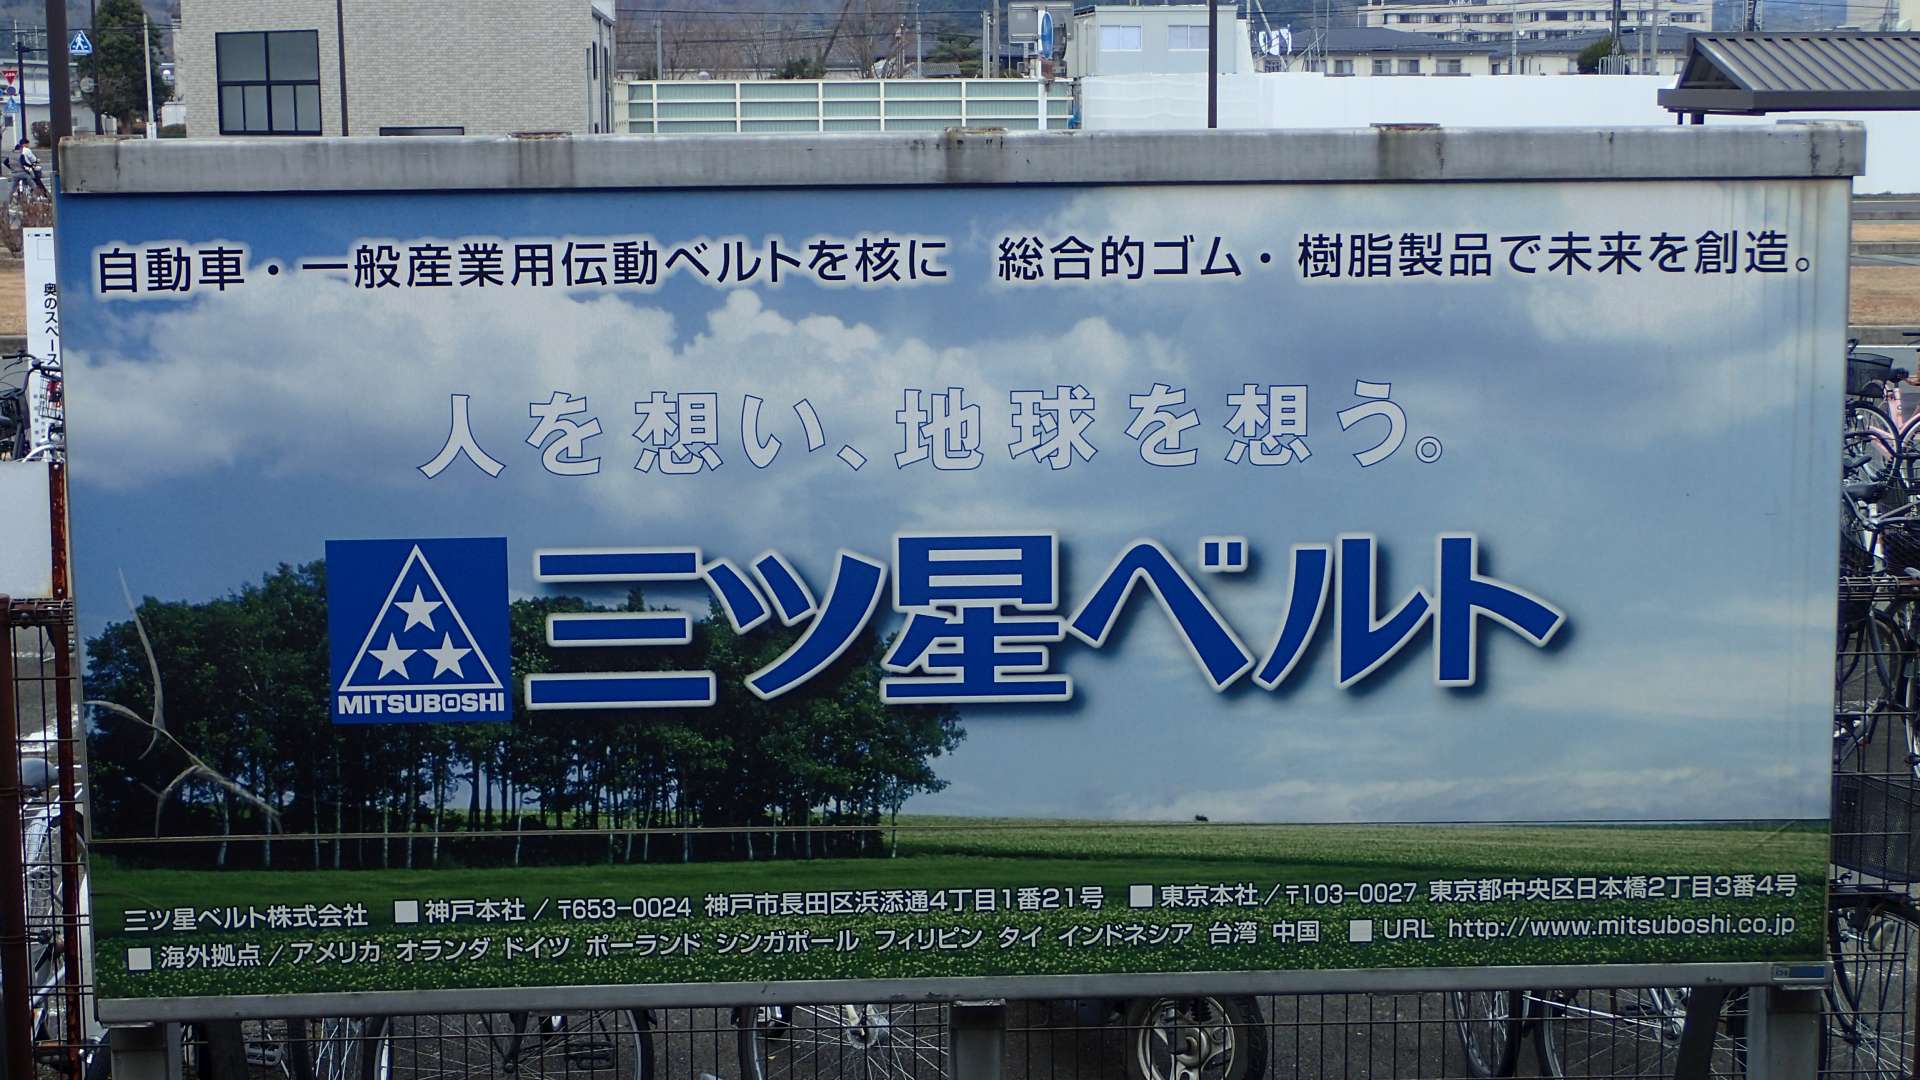 自動車・一般産業用伝動ベルトを核に　総合的ゴム・樹脂製品で未来を創造。
人を想い、地球を想う。
MITSUBOSHI
三ツ星ベルト
三ツ星ベルト株式会社 ■ 神戸本社／〒653-0024 神戸市長田区浜添通4丁目1番21号 ■ 東京本社／〒103-0027 東京都中央区日本橋2丁目3番4号
■ 海外拠点／アメリカ オランダ ドイツ ポーランド シンガポール フィリピン タイ インドネシア 台湾 中国 ■ URL http://www.mitsuboshi.co.jp
奥のスペース